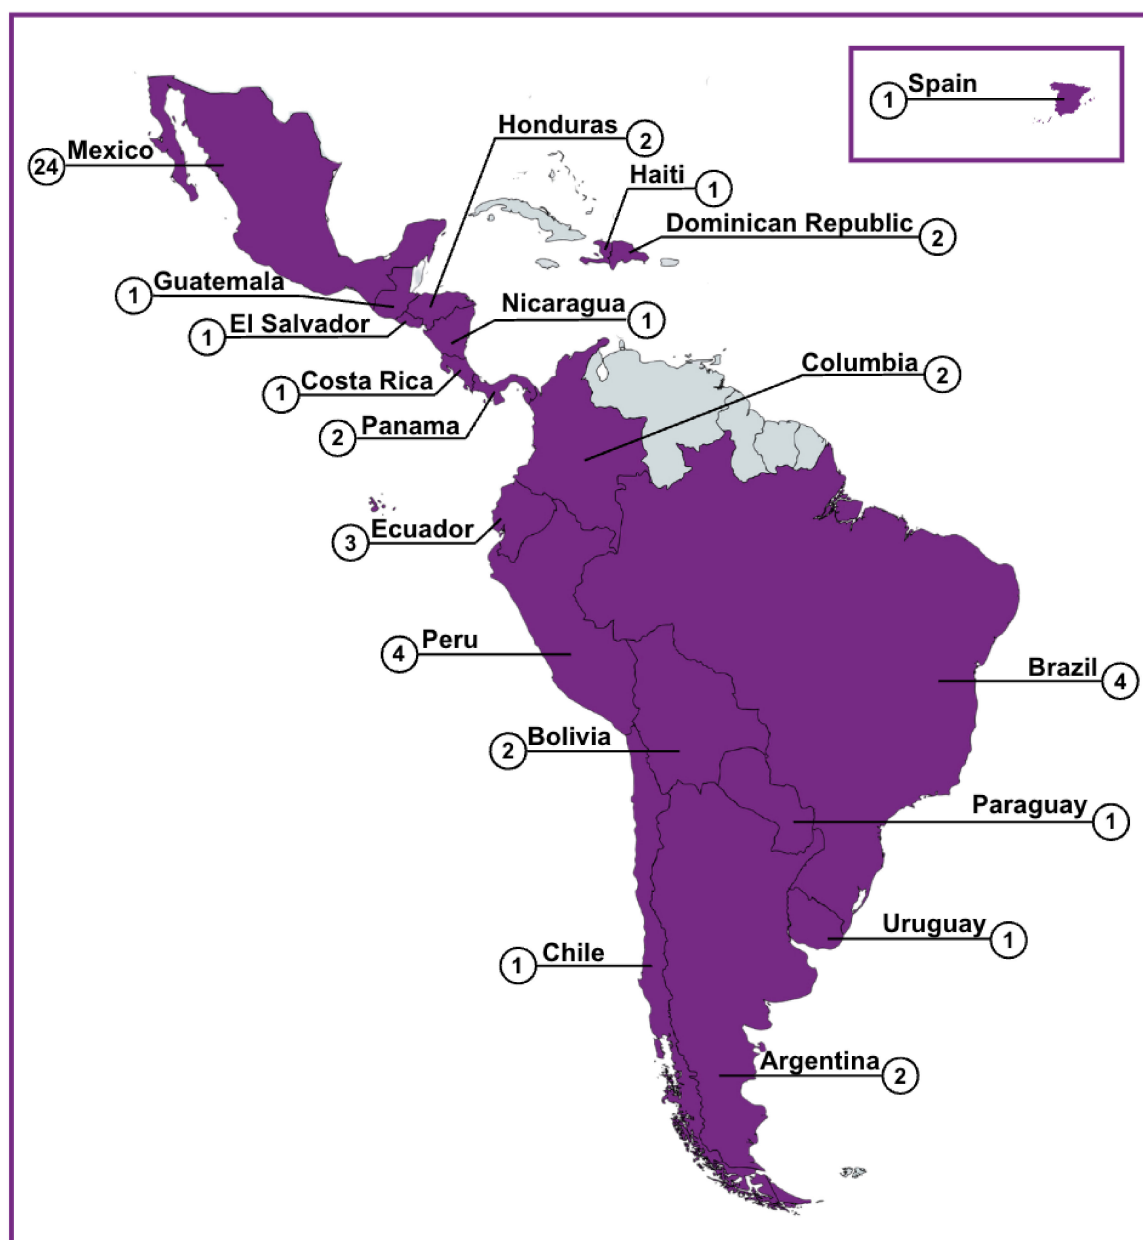 1 Spain
Honduras 2
24 Mexico
Haiti 1
Dominican Republic 2
1 Guatemala
Nicaragua 1
1 El Salvador
Columbia 2
1 Costa Rica
2 Panama
3 Ecuador
4 Peru
Brazil 4
2 Bolivia
Paraguay 1
Uruguay 1
1 Chile
Argentina 2